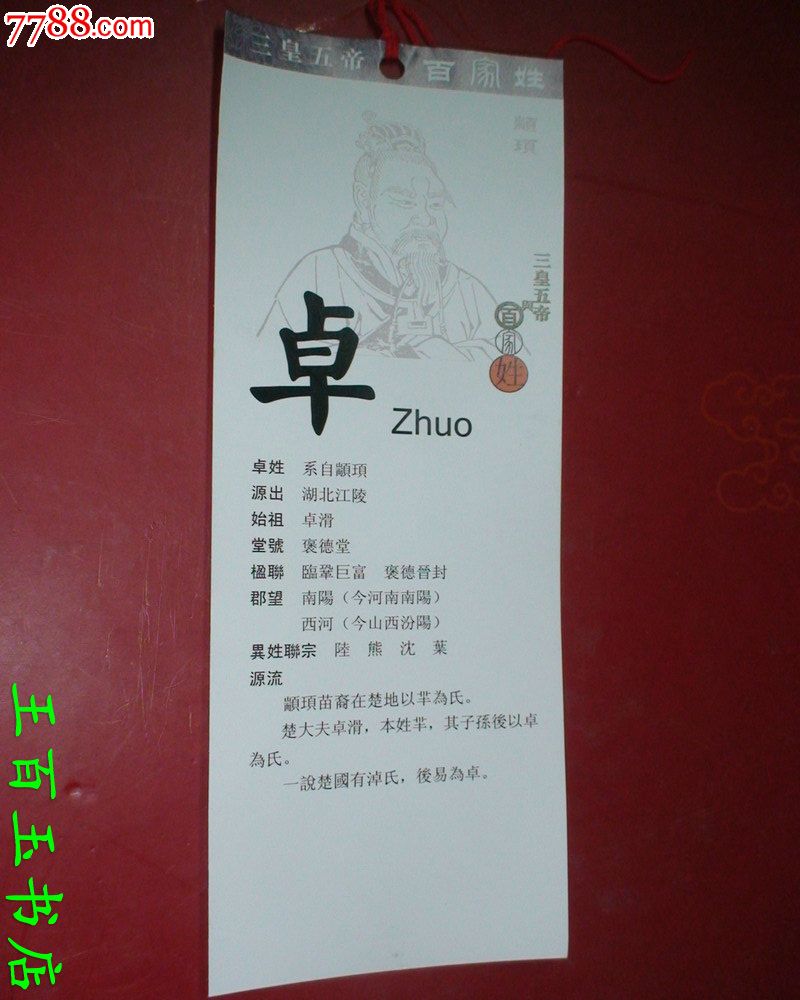 7788.com
三皇五帝 百家姓
顓頊
三皇五帝
與
百家姓
卓
Zhuo
卓姓 系自顓頊
源出 湖北江陵
始祖 卓滑
堂號 褒德堂
楹聯 臨鞏巨富 褒德晉封
郡望 南陽（今河南南陽）
西河（今山西汾陽）
異姓聯宗 陸 熊 沈 葉
源流
顓頊苗裔在楚地以羋為氏。
楚大夫卓滑，本姓羋，其子孫後以卓
為氏。
一說楚國有淖氏，後易為卓。
王百玉书店